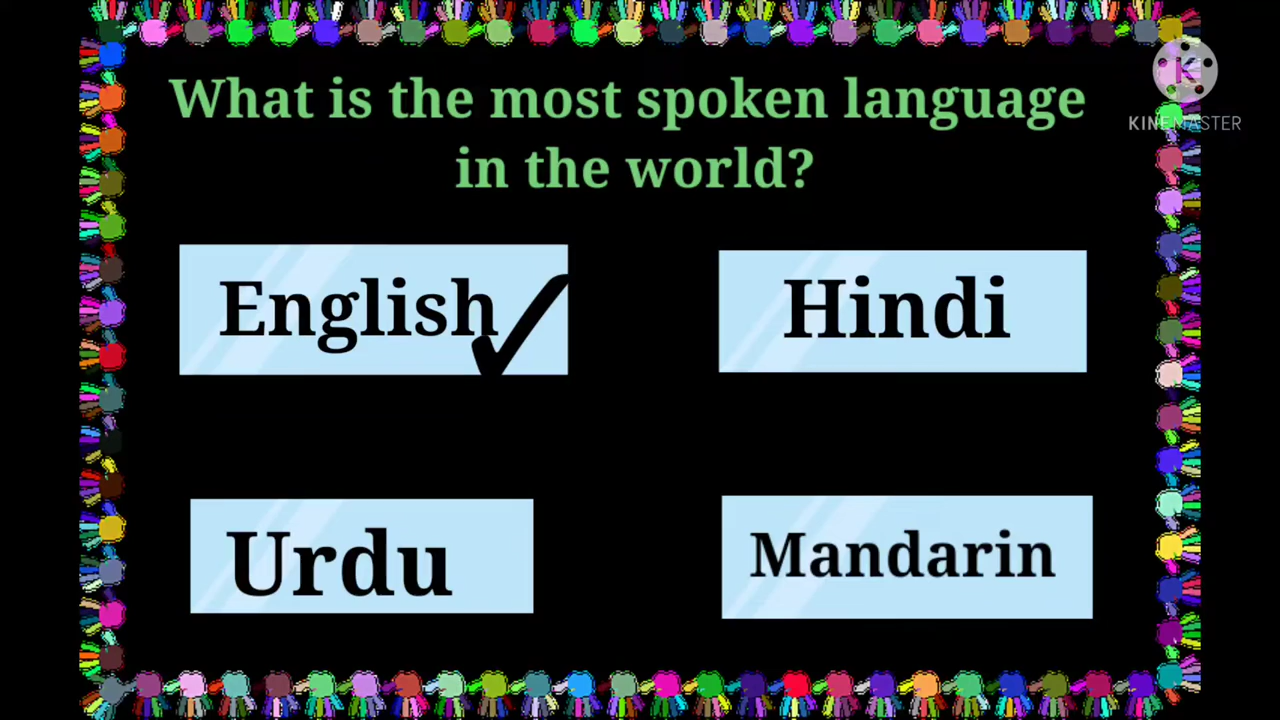 What is the most spoken language
in the world?
KINEMASTER
English✓
Hindi
Urdu
Mandarin